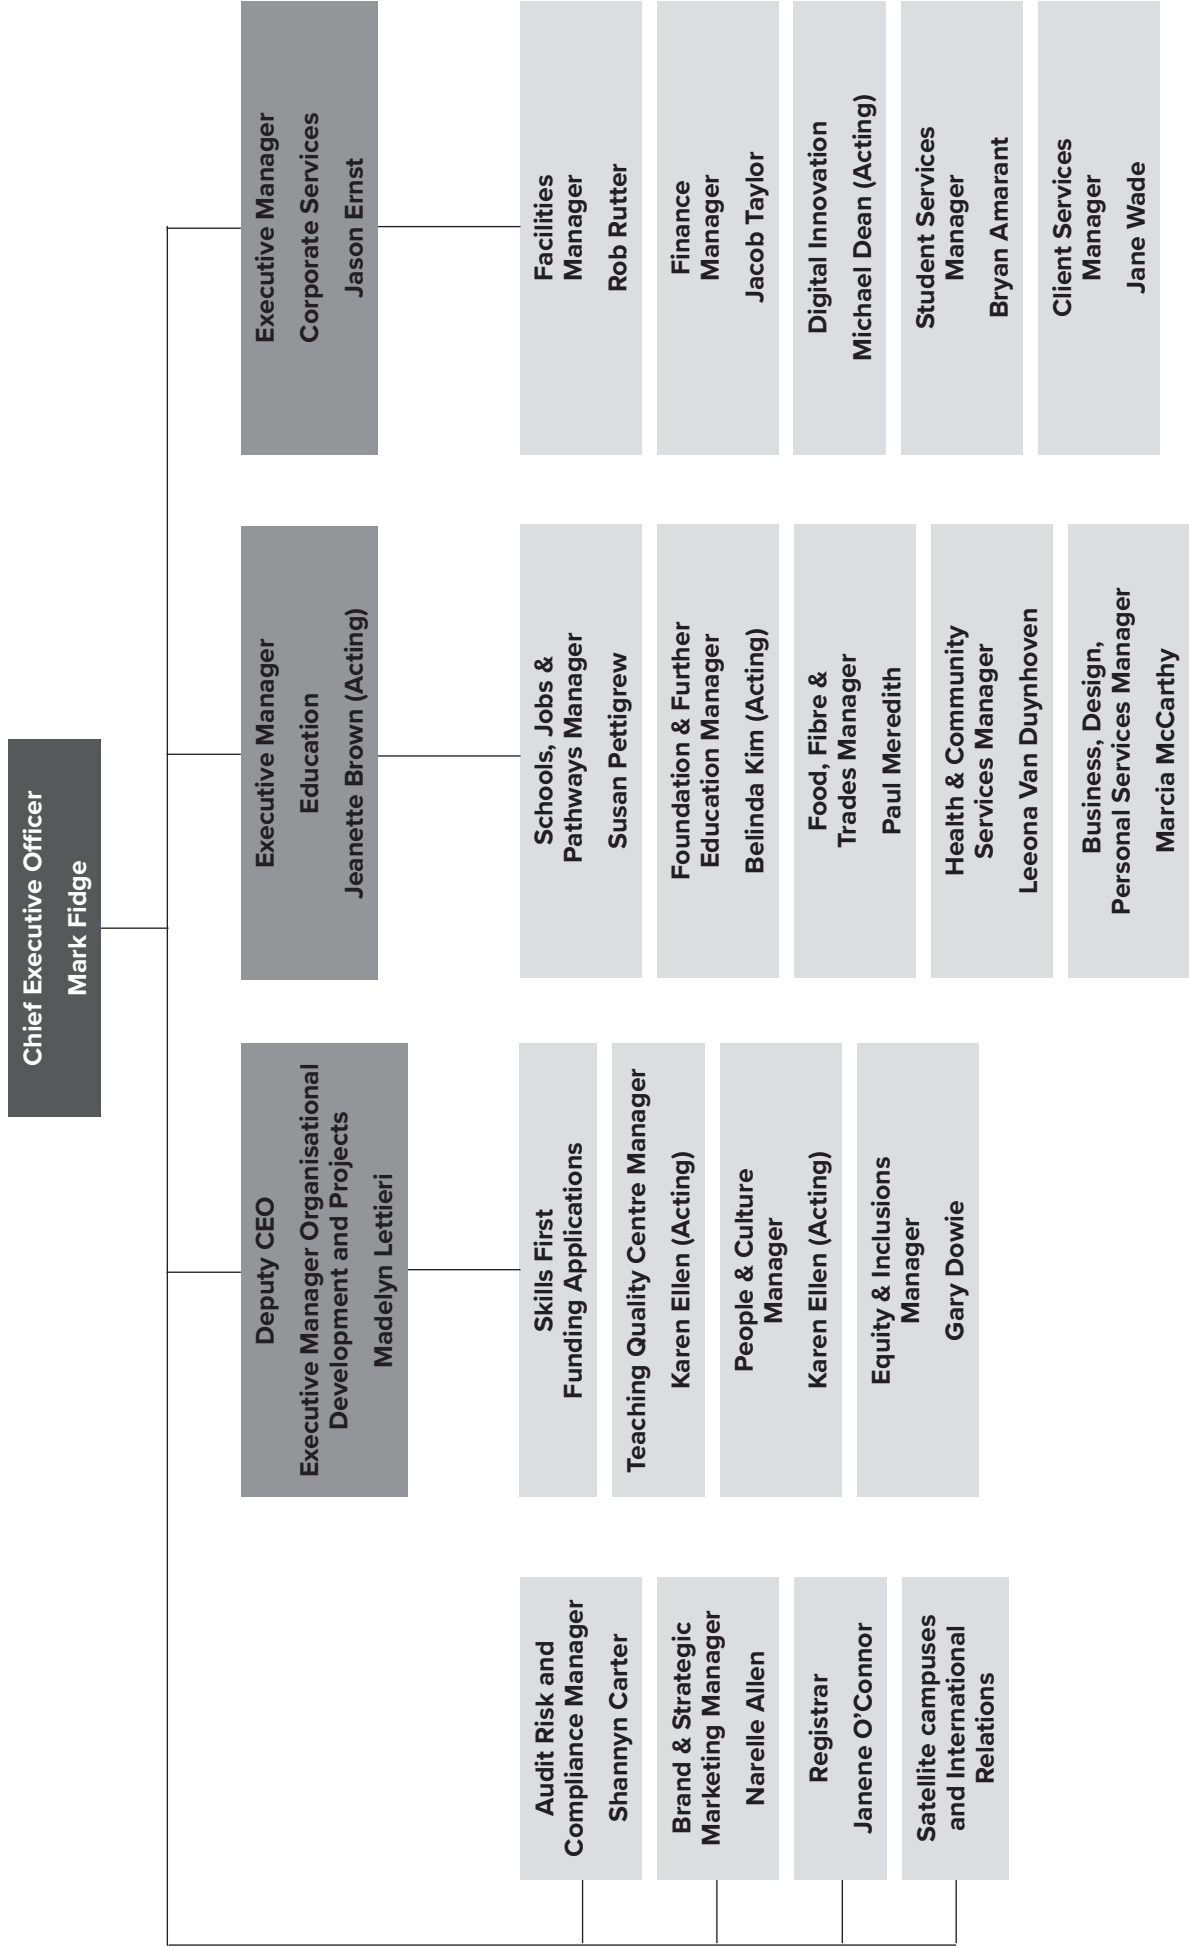 Chief Executive Officer
Mark Fidge
Audit Risk and
Compliance Manager
Shannyn Carter
Brand & Strategic
Marketing Manager
Narelle Allen
Registrar
Janene O’Connor
Satellite campuses
and International
Relations
Deputy CEO
Executive Manager Organisational
Development and Projects
Madelyn Lettieri
Skills First
Funding Applications
Teaching Quality Centre Manager
Karen Ellen (Acting)
People & Culture
Manager
Karen Ellen (Acting)
Equity & Inclusions
Manager
Gary Dowie
Executive Manager
Education
Jeanette Brown (Acting)
Schools, Jobs &
Pathways Manager
Susan Pettigrew
Foundation & Further
Education Manager
Belinda Kim (Acting)
Food, Fibre &
Trades Manager
Paul Meredith
Health & Community
Services Manager
Leeona Van Duynhoven
Business, Design,
Personal Services Manager
Marcia McCarthy
Executive Manager
Corporate Services
Jason Ernst
Facilities
Manager
Rob Rutter
Finance
Manager
Jacob Taylor
Digital Innovation
Michael Dean (Acting)
Student Services
Manager
Bryan Amarant
Client Services
Manager
Jane Wade